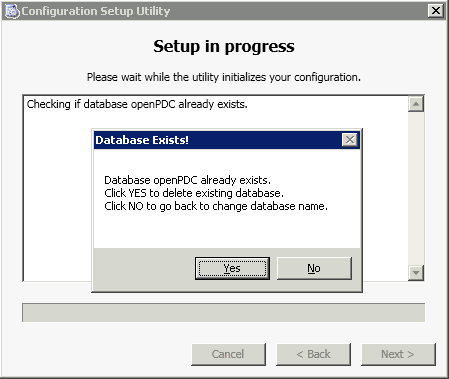 Configuration Setup Utility
Setup in progress
Please wait while the utility initializes your configuration.
Checking if database openPDC already exists.
Database Exists!
Database openPDC already exists.
Click YES to delete existing database.
Click NO to go back to change database name.
Yes No
Cancel < Back Next >